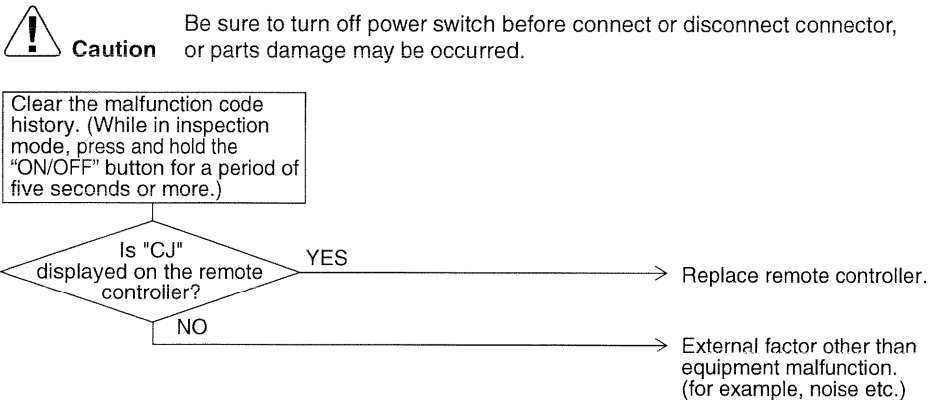 Be sure to turn off power switch before connect or disconnect connector,
Caution or parts damage may be occurred.
Clear the malfunction code
history. (While in inspection
mode, press and hold the
“ON/OFF” button for a period of
five seconds or more.)
Is "CJ"
displayed on the remote
controller?
YES
Replace remote controller.
NO
External factor other than
equipment malfunction.
(for example, noise etc.)